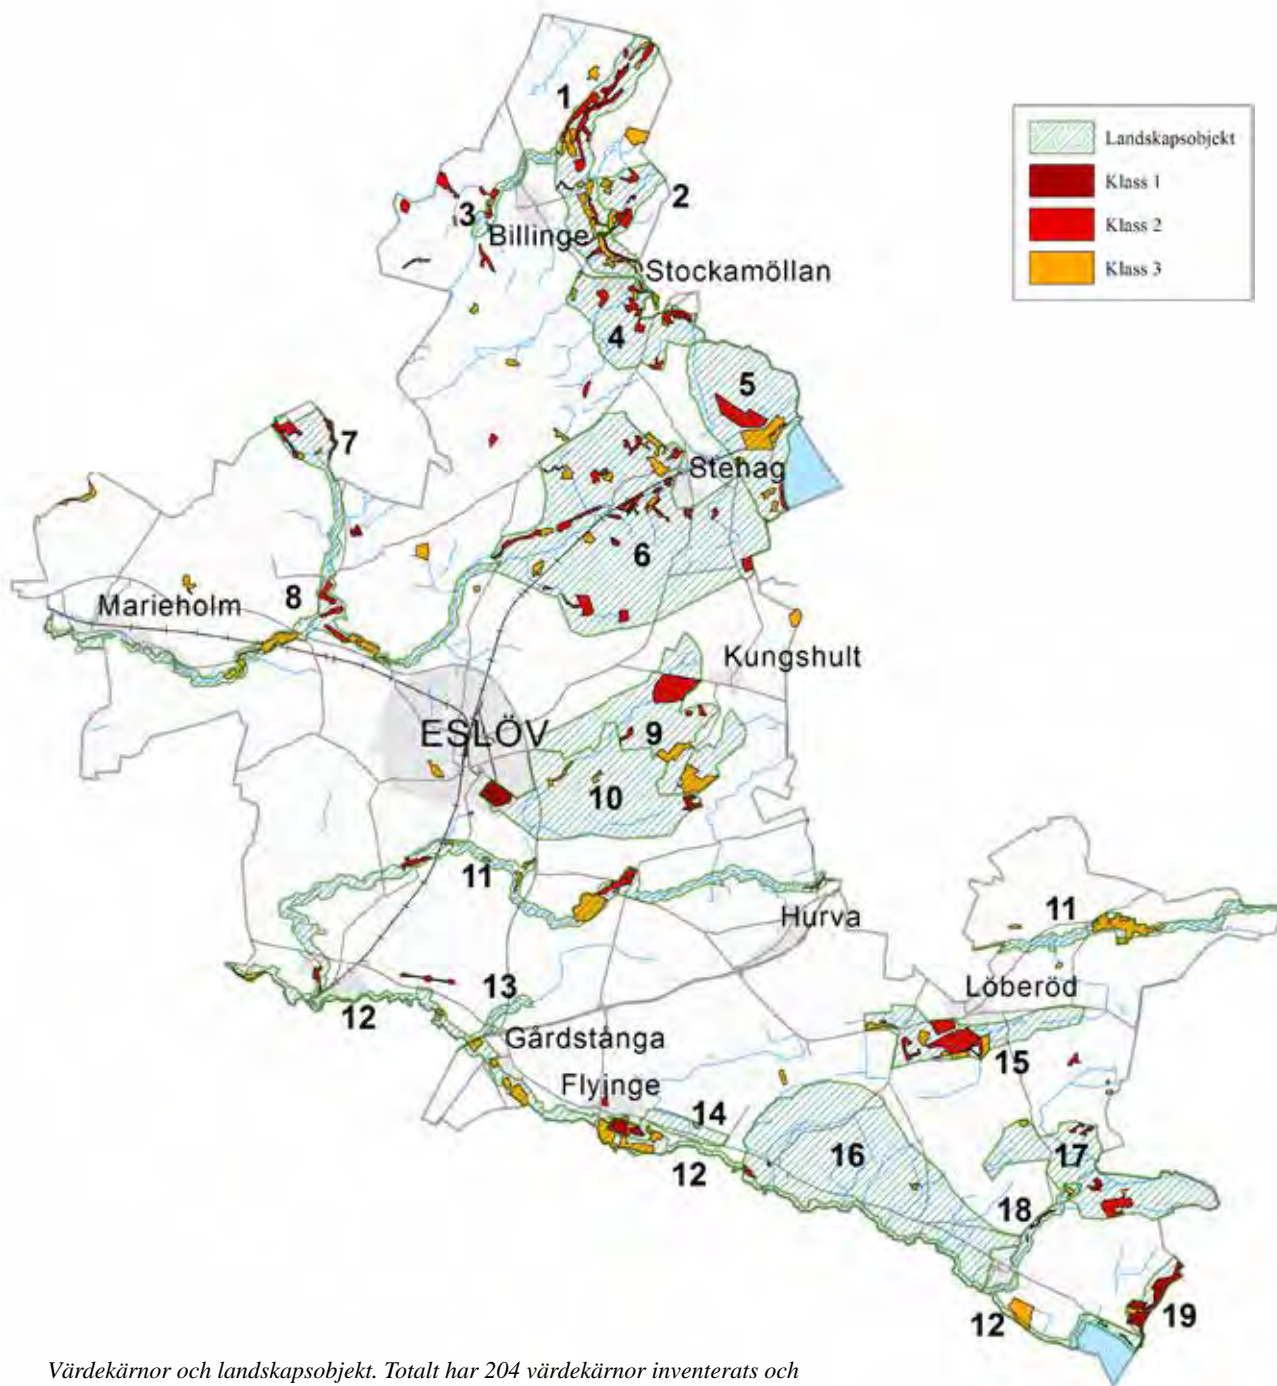 1
Landskapsobjekt
Klass 1
Klass 2
Klass 3
2
3
Billinge
Stockamöllan
4
5
7
Stehag
6
8
Marieholm
Kungshult
ESLÖV
9
10
11
Hurva
11
Löberöd
13
12
Gårdstånga
15
Flyinge
14
16
17
12
18
12
19
Värdekärnor och landskapsobjekt. Totalt har 204 värdekärnor inventerats och